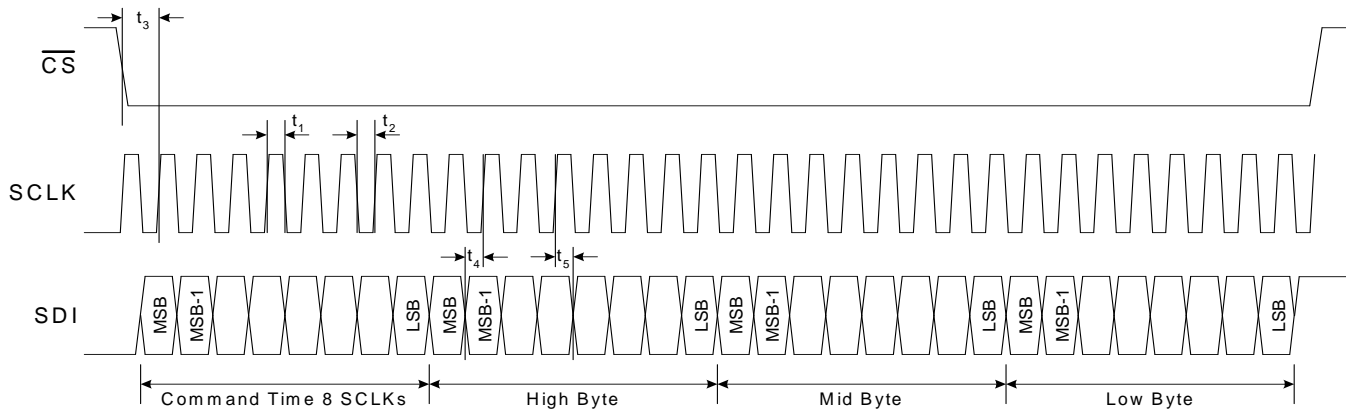 t3
CS
t1
t2
SCLK
t4
t5
SDI
MSB
MSB-1
LSB
MSB
MSB-1
LSB
MSB
MSB-1
LSB
MSB
MSB-1
LSB
Command Time 8 SCLKs
High Byte
Mid Byte
Low Byte